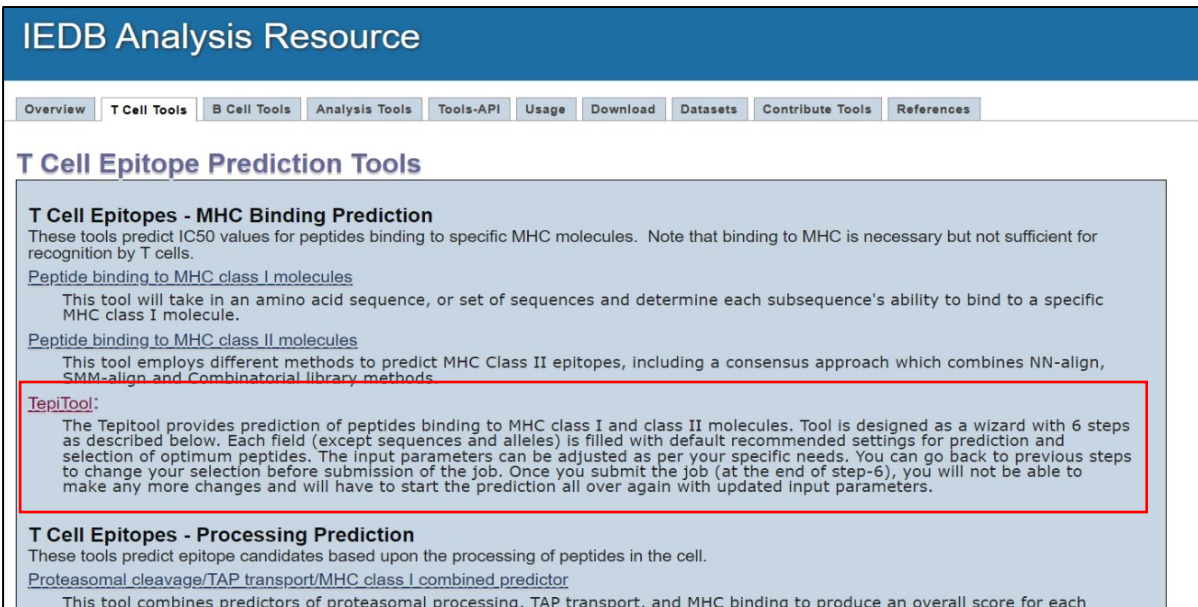 IEDB Analysis Resource
Overview T Cell Tools B Cell Tools Analysis Tools Tools-API Usage Download Datasets Contribute Tools References
T Cell Epitope Prediction Tools
T Cell Epitopes - MHC Binding Prediction
These tools predict IC50 values for peptides binding to specific MHC molecules. Note that binding to MHC is necessary but not sufficient for
recognition by T cells.
Peptide binding to MHC class I molecules
This tool will take in an amino acid sequence, or set of sequences and determine each subsequence's ability to bind to a specific
MHC class I molecule.
Peptide binding to MHC class II molecules
This tool employs different methods to predict MHC Class II epitopes, including a consensus approach which combines NN-align,
SMM-align and Combinatorial library methods.
TepiTool:
The Tepitool provides prediction of peptides binding to MHC class I and class II molecules. Tool is designed as a wizard with 6 steps
as described below. Each field (except sequences and alleles) is filled with default recommended settings for prediction and
selection of optimum peptides. The input parameters can be adjusted as per your specific needs. You can go back to previous steps
to change your selection before submission of the job. Once you submit the job (at the end of step-6), you will not be able to
make any more changes and will have to start the prediction all over again with updated input parameters.
T Cell Epitopes - Processing Prediction
These tools predict epitope candidates based upon the processing of peptides in the cell.
Proteasomal cleavage/TAP transport/MHC class I combined predictor
This tool combines predictors of proteasomal processing, TAP transport, and MHC binding to produce an overall score for each